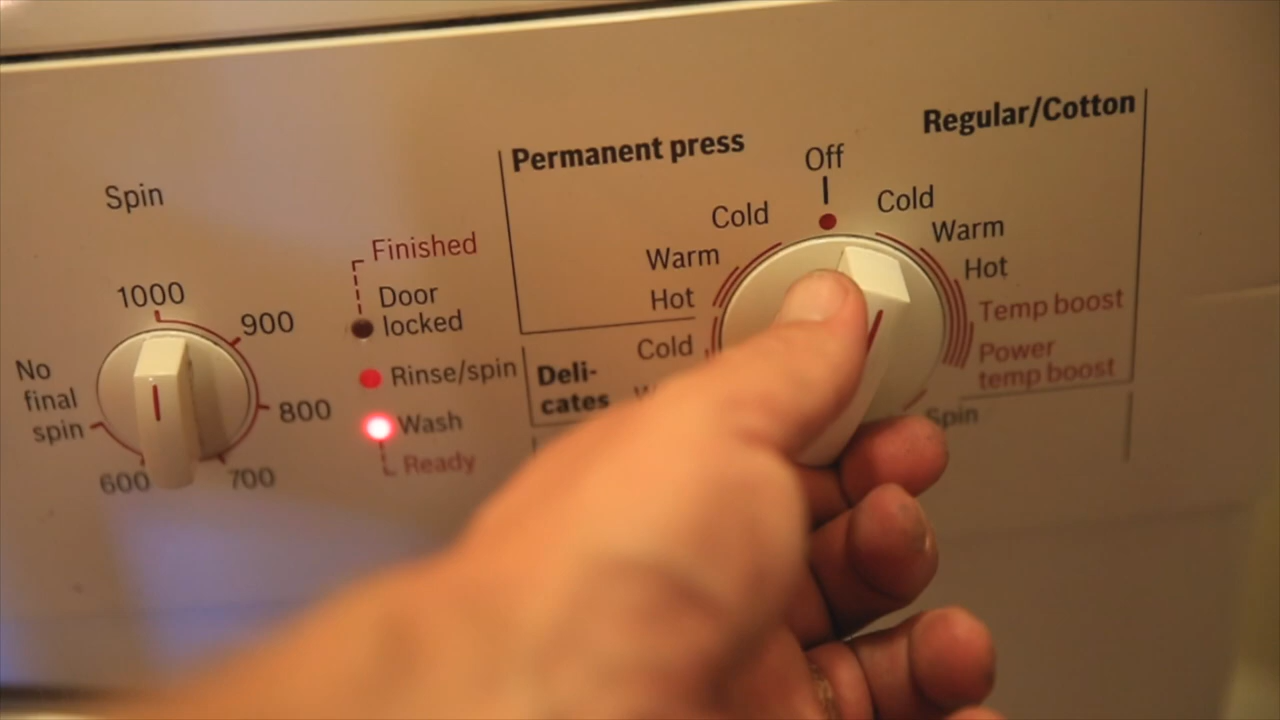 Spin
1000
900
800
700
600
No
final
spin
Finished
Door
locked
Rinse/spin
Wash
Ready
Permanent press
Cold
Warm
Hot
Deli-
cates
Cold
Off
Regular/Cotton
Cold
Warm
Hot
Temp boost
Power
temp boost
Spin